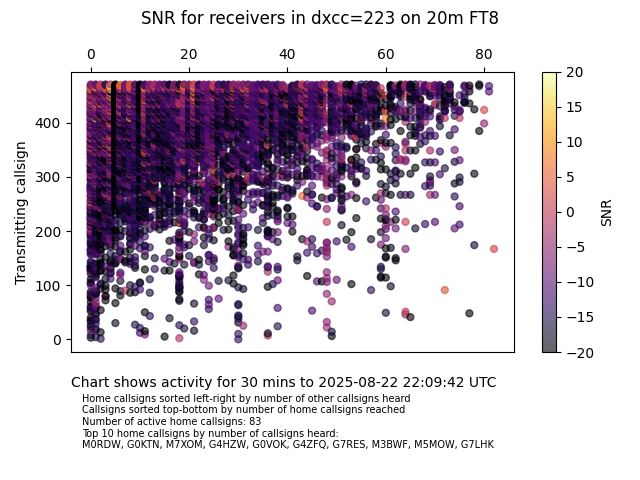 SNR for receivers in dxcc=223 on 20m FT8
0 20 40 60 80
400
300
200
100
0
Transmitting callsign
20
15
10
5
0
−5
−10
−15
−20
SNR
Chart shows activity for 30 mins to 2025-08-22 22:09:42 UTC
Home callsigns sorted left-right by number of other callsigns heard
Callsigns sorted top-bottom by number of home callsigns reached
Number of active home callsigns: 83
Top 10 home callsigns by number of callsigns heard:
M0RDW, G0KTN, M7XOM, G4HZW, G0VOK, G4ZFQ, G7RES, M3BWF, M5MOW, G7LHK